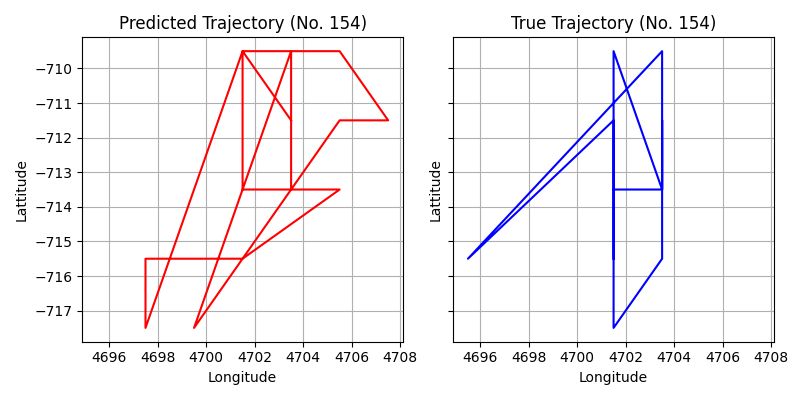 Predicted Trajectory (No. 154)
True Trajectory (No. 154)
Lattitude
−710
−711
−712
−713
−714
−715
−716
−717
4696 4698 4700 4702 4704 4706 4708
Longitude
Lattitude
4696 4698 4700 4702 4704 4706 4708
Longitude